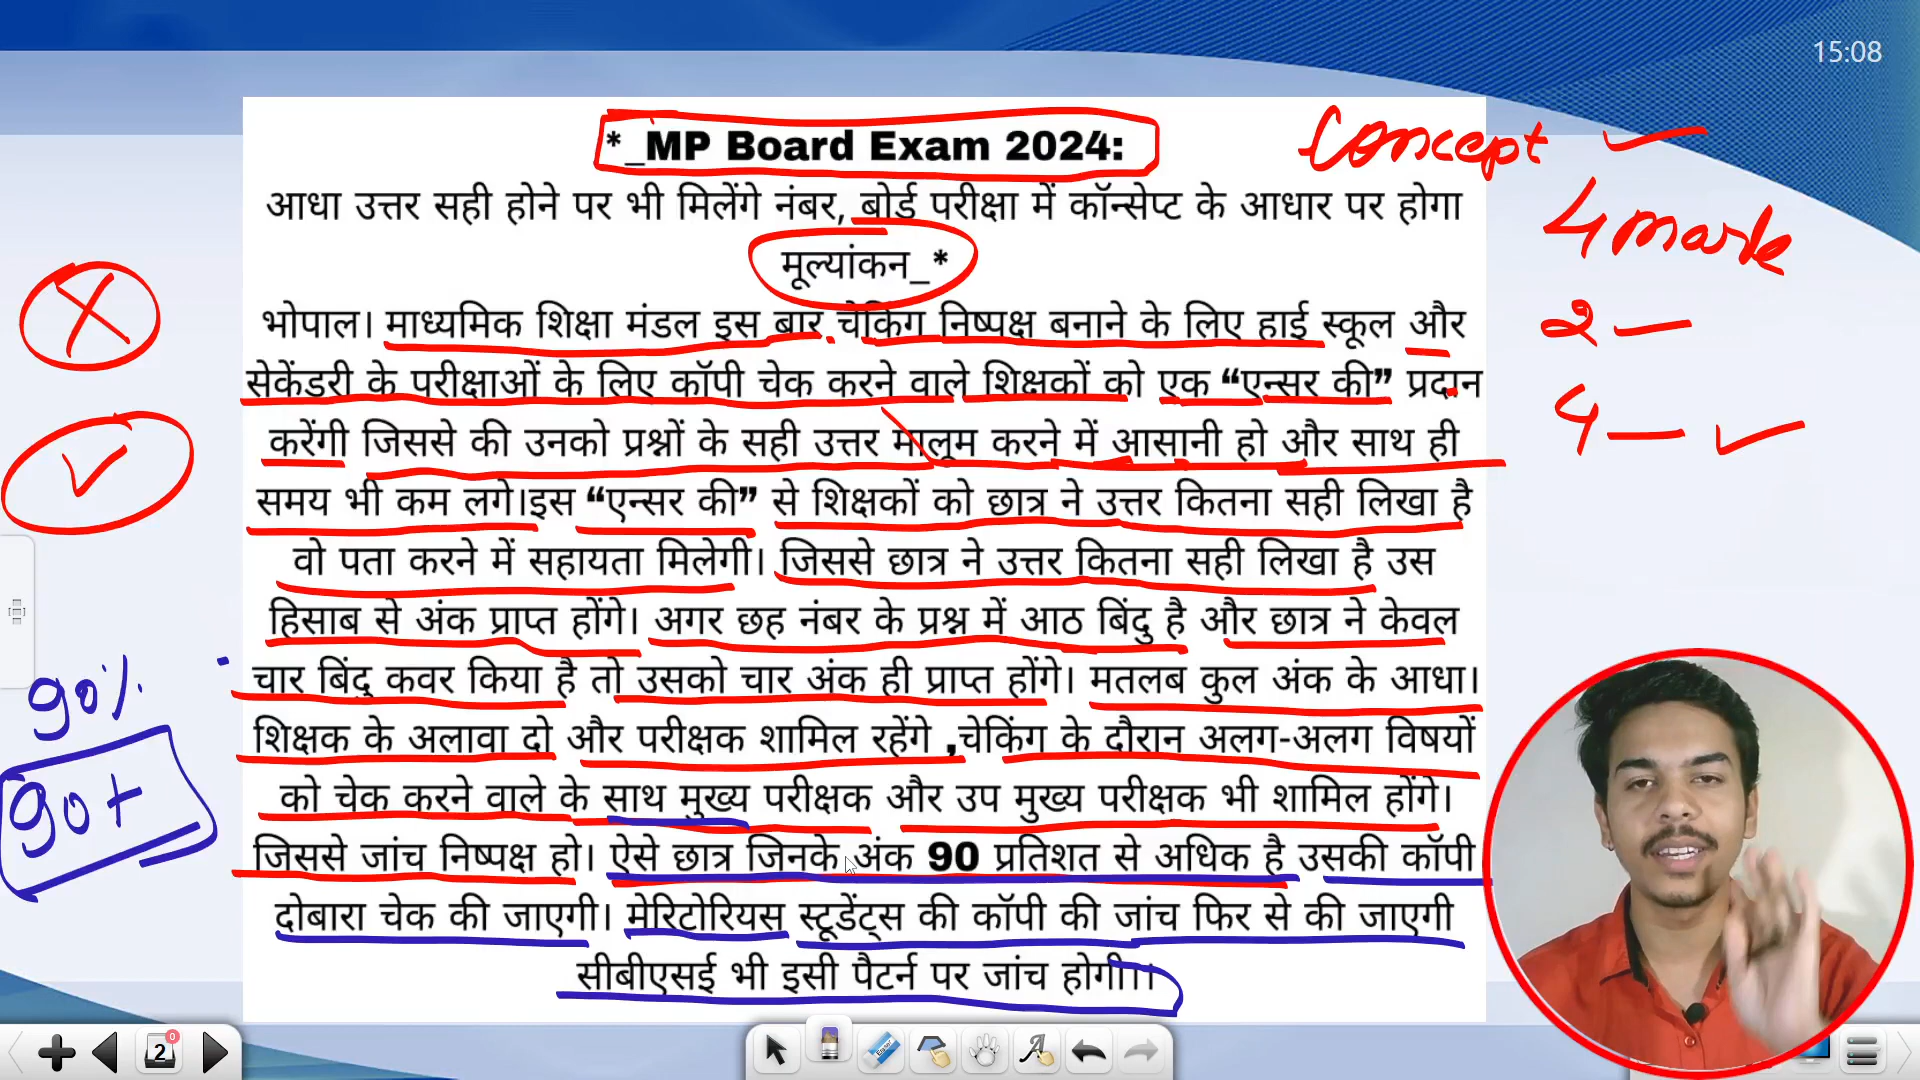 15:08
*_MP Board Exam 2024:
आधा उत्तर सही होने पर भी मिलेंगे नंबर, बोर्ड परीक्षा में कॉन्सेप्ट के आधार पर होगा
मूल्यांकन_*
भोपाल। माध्यमिक शिक्षा मंडल इस बार चेकिंग निष्पक्ष बनाने के लिए हाई स्कूल और
सेकेंडरी के परीक्षाओं के लिए कॉपी चेक करने वाले शिक्षकों को एक “एन्सर की” प्रदान
करेंगी जिससे की उनको प्रश्नों के सही उत्तर मालूम करने में आसानी हो और साथ ही
समय भी कम लगे।इस “एन्सर की” से शिक्षकों को छात्र ने उत्तर कितना सही लिखा है
वो पता करने में सहायता मिलेगी। जिससे छात्र ने उत्तर कितना सही लिखा है उस
हिसाब से अंक प्राप्त होंगे। अगर छह नंबर के प्रश्न में आठ बिंदु है और छात्र ने केवल
चार बिंदु कवर किया है तो उसको चार अंक ही प्राप्त होंगे। मतलब कुल अंक के आधा।
शिक्षक के अलावा दो और परीक्षक शामिल रहेंगे ,चेकिंग के दौरान अलग-अलग विषयों
को चेक करने वाले के साथ मुख्य परीक्षक और उप मुख्य परीक्षक भी शामिल होंगे।
जिससे जांच निष्पक्ष हो। ऐसे छात्र जिनके अंक 90 प्रतिशत से अधिक है उसकी कॉपी
दोबारा चेक की जाएगी। मेरिटोरियस स्टूडेंट्स की कॉपी की जांच फिर से की जाएगी
सीबीएसई भी इसी पैटर्न पर जांच होगी।।
Concept
4 mark
2 —
4 —
90%
90+
2
0